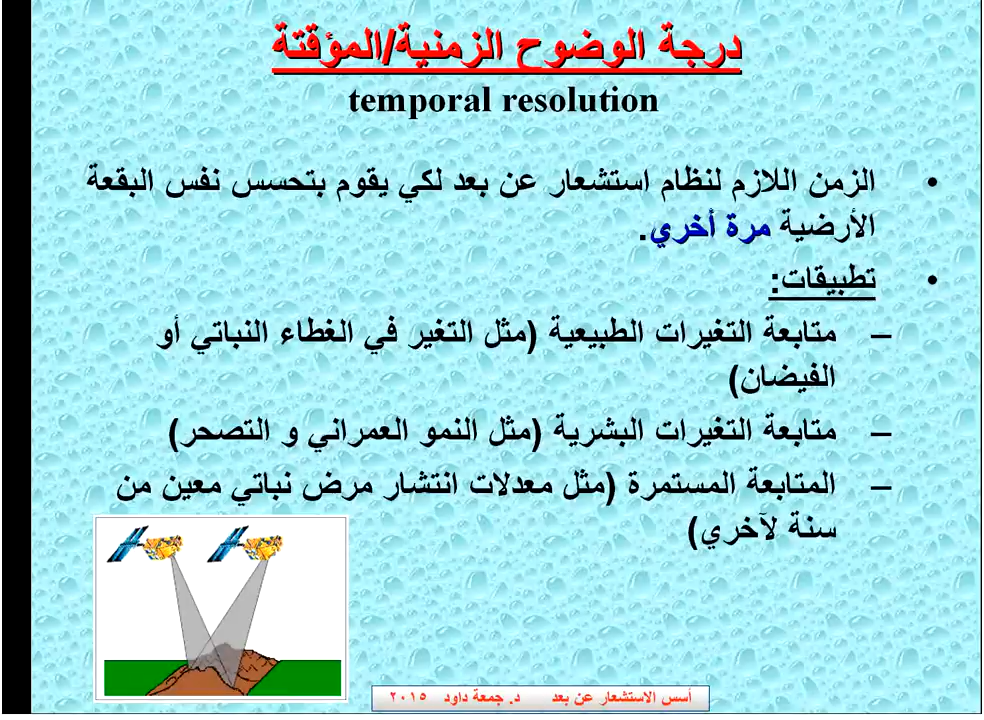 درجة الوضوح الزمنية/المؤقتة
temporal resolution
• الزمن اللازم لنظام استشعار عن بعد لكي يقوم بتحسس نفس البقعة
الأرضية مرة أخري.
• تطبيقات:
– متابعة التغيرات الطبيعية (مثل التغير في الغطاء النباتي أو
الفيضان)
– متابعة التغيرات البشرية (مثل النمو العمراني و التصحر)
– المتابعة المستمرة (مثل معدلات انتشار مرض نباتي معين من
سنة لآخري)
أسس الاستشعار عن بعد د. جمعة داود ٢٠١٥